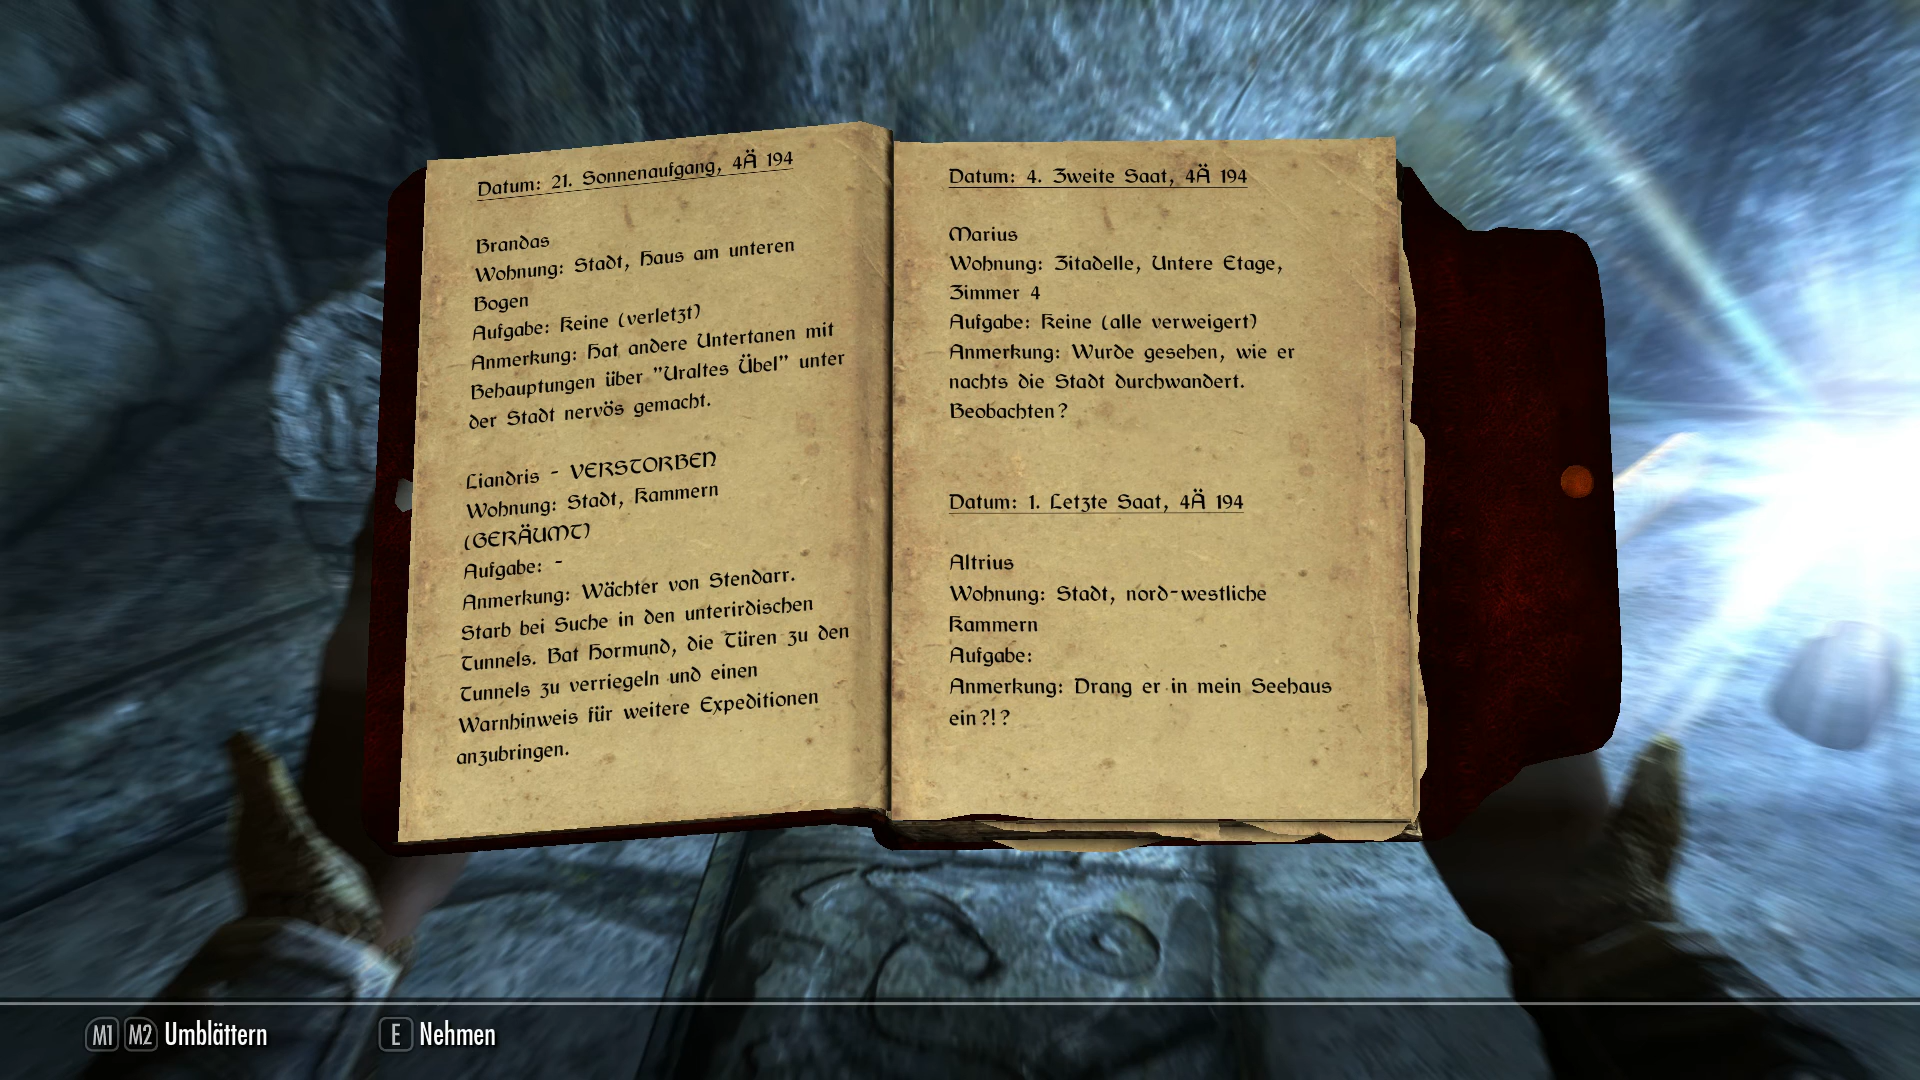 Datum: 21. Sonnenaufgang, 4Ä 194
Brandas
Wohnung: Stadt, Haus am unteren
Bogen
Aufgabe: Keine (verletzt)
Anmerkung: Hat andere Untertanen mit
Behauptungen über "Uraltes Übel" unter
der Stadt nervös gemacht.
Liandris - VERSTORBEN
Wohnung: Stadt, Kammern
(GERÄUMT)
Aufgabe: -
Anmerkung: Wächter von Stendarr.
Starb bei Suche in den unterirdischen
Tunnels. Bat Hormund, die Türen zu den
Tunnels zu verriegeln und einen
Warnhinweis für weitere Expeditionen
anzubringen.
Datum: 4. Zweite Saat, 4Ä 194
Marius
Wohnung: Zitadelle, Untere Etage,
Zimmer 4
Aufgabe: Keine (alle verweigert)
Anmerkung: Wurde gesehen, wie er
nachts die Stadt durchwandert.
Beobachten?
Datum: 1. Letzte Saat, 4Ä 194
Altrius
Wohnung: Stadt, nord-westliche
Kammern
Aufgabe:
Anmerkung: Drang er in mein Seehaus
ein?!?
M1 M2 Umblättern
E Nehmen